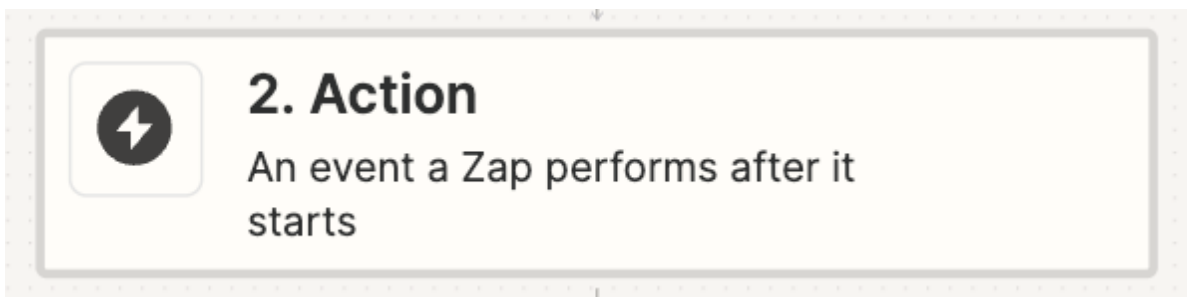 2. Action
An event a Zap performs after it
starts